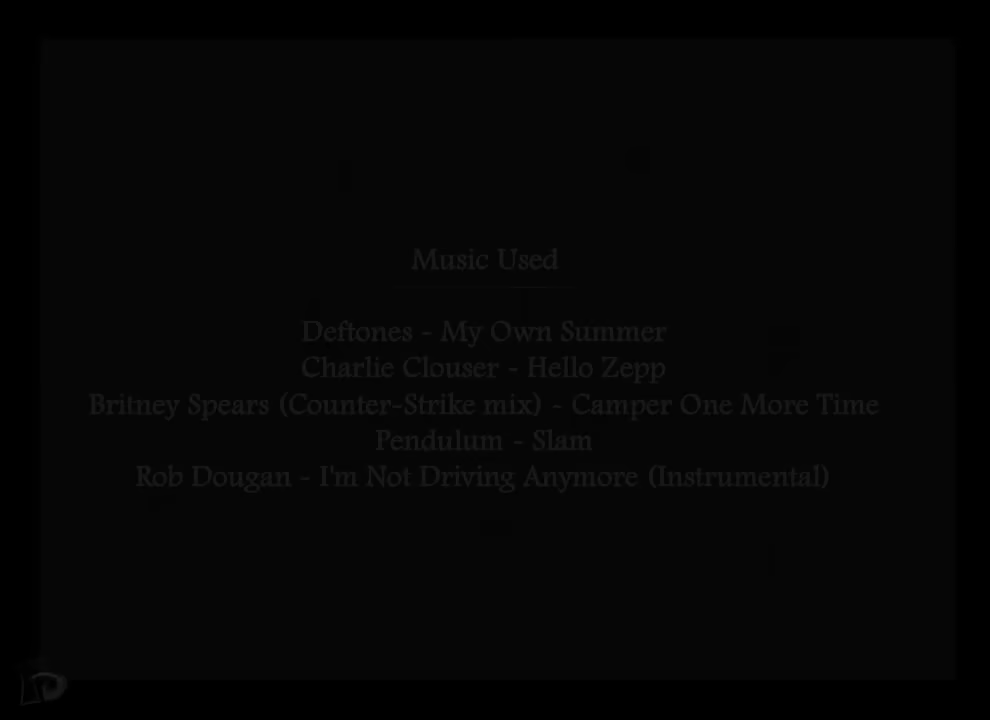 Music Used
Deftones - My Own Summer
Charlie Clouser - Hello Zepp
Britney Spears (Counter-Strike mix) - Camper One More Time
Pendulum - Slam
Rob Dougan - I'm Not Driving Anymore (Instrumental)